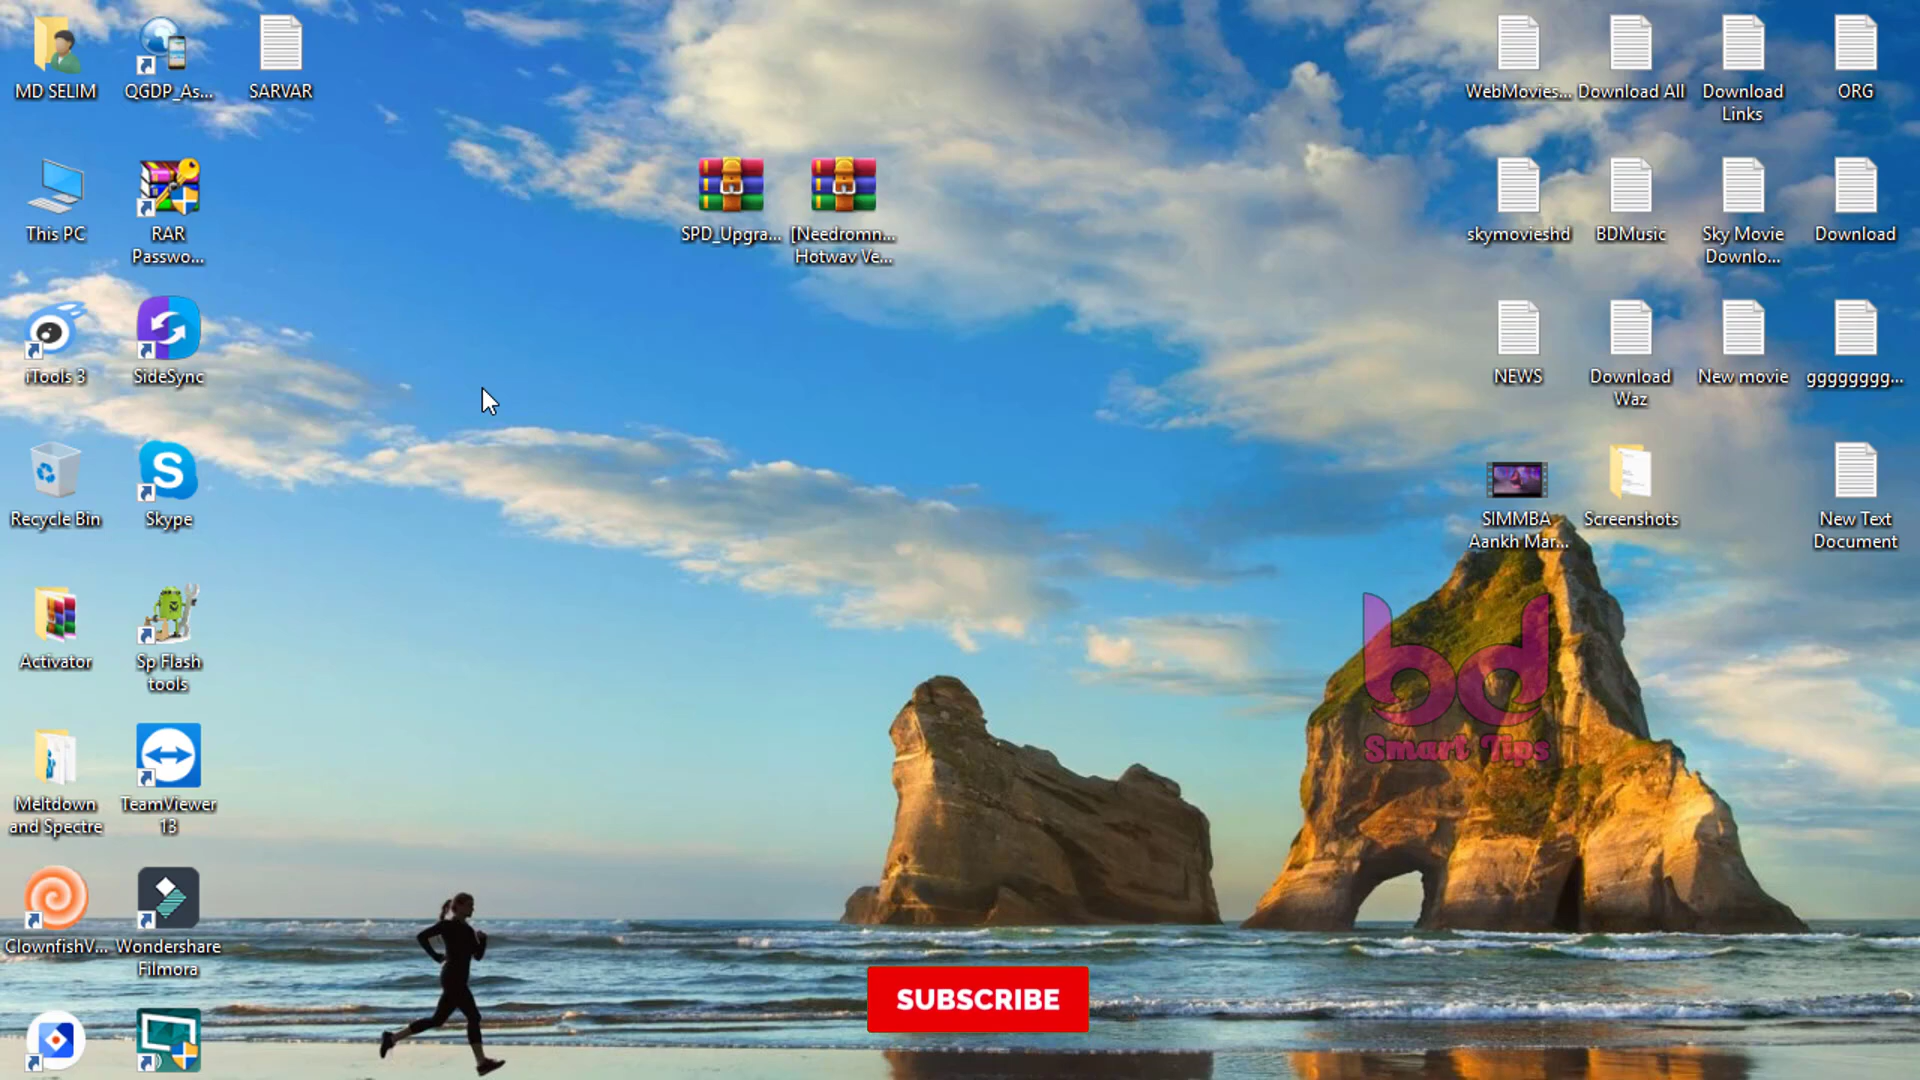 MD SELIM
QGDP_As...
SARVAR
WebMovies...
Download All
Download
Links
ORG
This PC
RAR
Passwo...
SPD_Upgra...
[Needromn...
Hotwav Ve...
skymovieshd
BDMusic
Sky Movie
Downlo...
Download
iTools 3
SideSync
NEWS
Download
Waz
New movie
gggggggg...
Recycle Bin
Skype
S
SIMMBA
Aankh Mar...
Screenshots
New Text
Document
Activator
Sp Flash
tools
bd
Smart Tips
Meltdown
and Spectre
TeamViewer
13
ClownfishV...
Wondershare
Filmora
SUBSCRIBE